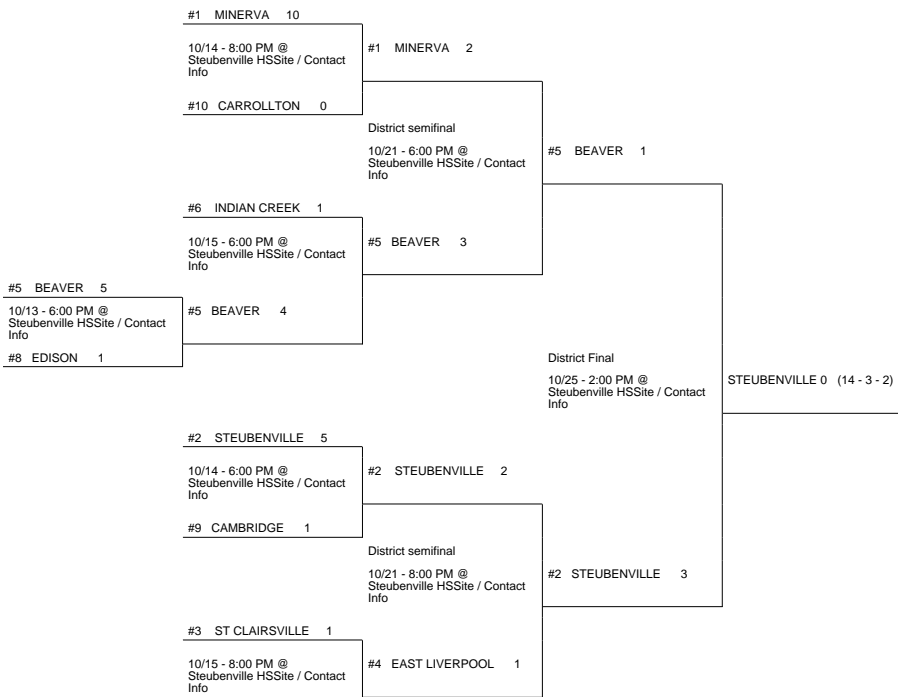 #1 MINERVA 10
10/14 - 8:00 PM @
Steubenville HSSite / Contact
Info
#10 CARROLLTON 0
#1 MINERVA 2
District semifinal
10/21 - 6:00 PM @
Steubenville HSSite / Contact
Info
#5 BEAVER 1
#6 INDIAN CREEK 1
10/15 - 6:00 PM @
Steubenville HSSite / Contact
Info
#5 BEAVER 3
#5 BEAVER 5
10/13 - 6:00 PM @
Steubenville HSSite / Contact
Info
#8 EDISON 1
#5 BEAVER 4
District Final
10/25 - 2:00 PM @
Steubenville HSSite / Contact
Info
STEUBENVILLE 0 (14 - 3 - 2)
#2 STEUBENVILLE 5
10/14 - 6:00 PM @
Steubenville HSSite / Contact
Info
#9 CAMBRIDGE 1
#2 STEUBENVILLE 2
District semifinal
10/21 - 8:00 PM @
Steubenville HSSite / Contact
Info
#2 STEUBENVILLE 3
#3 ST CLAIRSVILLE 1
10/15 - 8:00 PM @
Steubenville HSSite / Contact
Info
#4 EAST LIVERPOOL 1